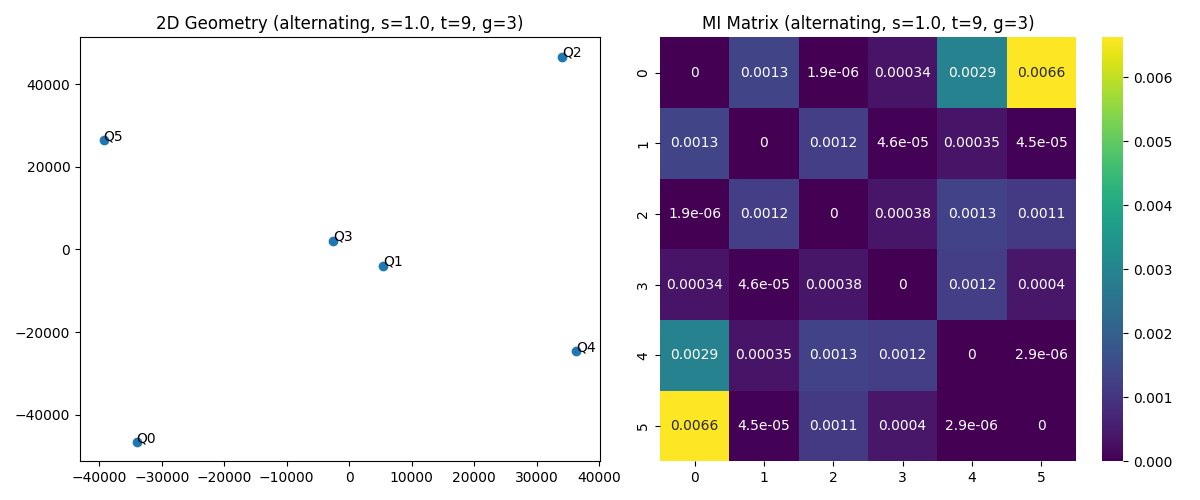 2D Geometry (alternating, s=1.0, t=9, g=3)
40000
20000
0
−20000
−40000
Q2
Q5
Q3
Q1
Q4
Q0
−40000 −30000 −20000 −10000 0 10000 20000 30000 40000
MI Matrix (alternating, s=1.0, t=9, g=3)
0 0 0.0013 1.9e-06 0.00034 0.0029 0.0066
1 0.0013 0 0.0012 4.6e-05 0.00035 4.5e-05
2 1.9e-06 0.0012 0 0.00038 0.0013 0.0011
3 0.00034 4.6e-05 0.00038 0 0.0012 0.0004
4 0.0029 0.00035 0.0013 0.0012 0 2.9e-06
5 0.0066 4.5e-05 0.0011 0.0004 2.9e-06 0
0 1 2 3 4 5
0.006
0.005
0.004
0.003
0.002
0.001
0.000